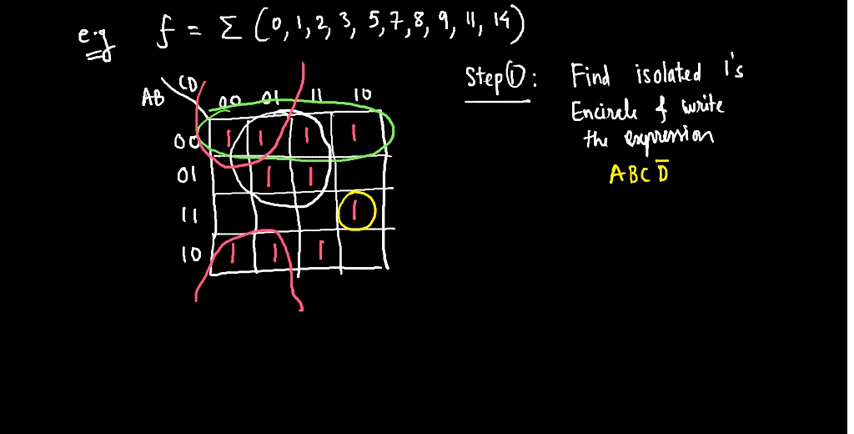 e.g f = Σ (0, 1, 2, 3, 5, 7, 8, 9, 11, 14)
Step ①: Find isolated 1's
Encircle & write
the expression
ABCD̅
AB CD
00 01 11 10
00 1 1 1 1
01 1 1
11 1
10 1 1 1